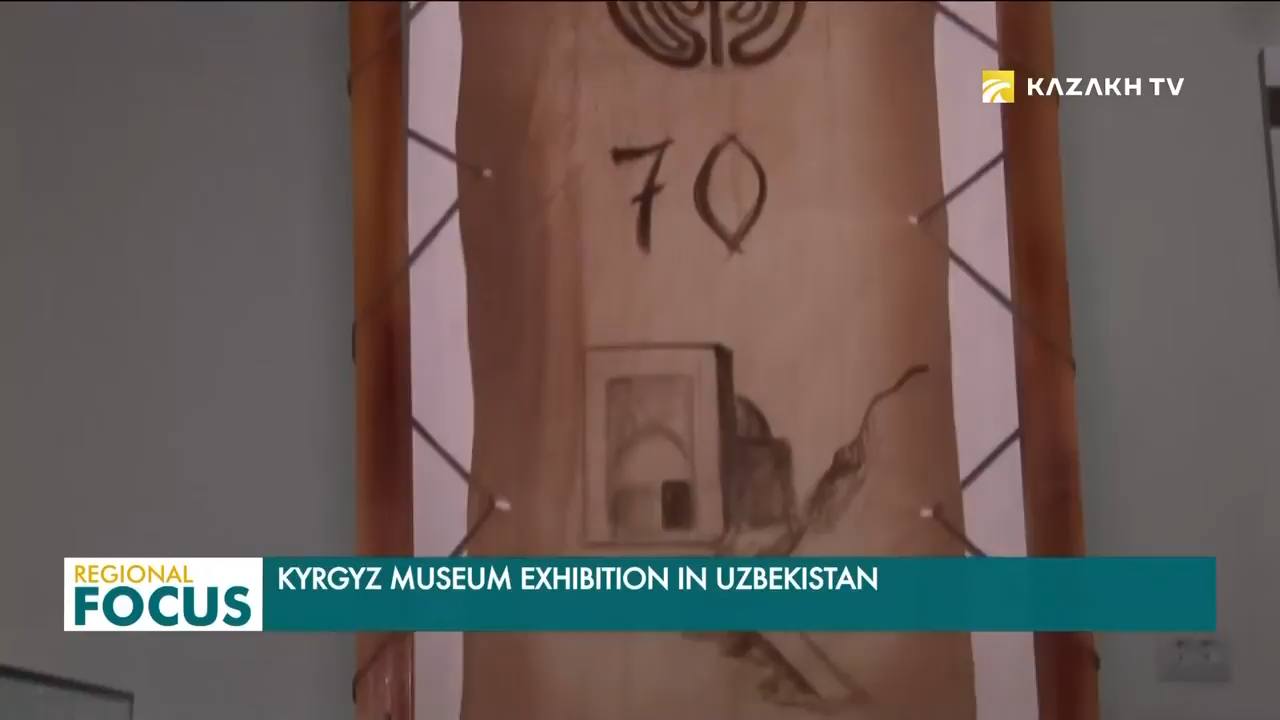 KAZAKH TV
70
REGIONAL
FOCUS
KYRGYZ MUSEUM EXHIBITION IN UZBEKISTAN